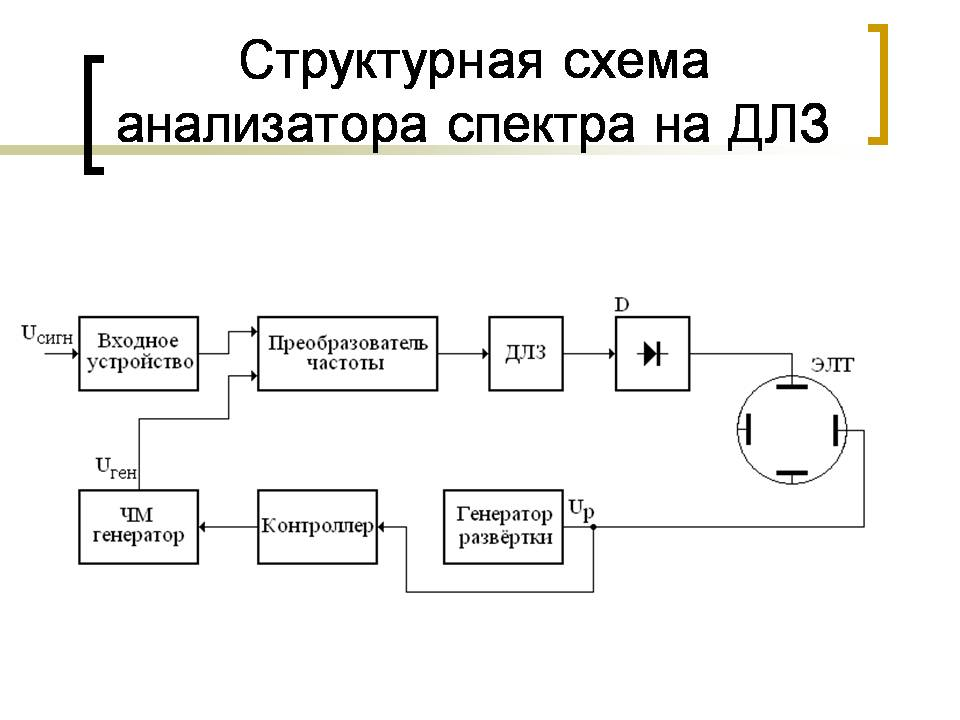 Структурная схема
анализатора спектра на ДЛЗ
D
Uсигн
Входное
устройство
Преобразователь
частоты
ДЛЗ
ЭЛТ
Uген
ЧМ
генератор
Контроллер
Генератор
развёртки
Uр